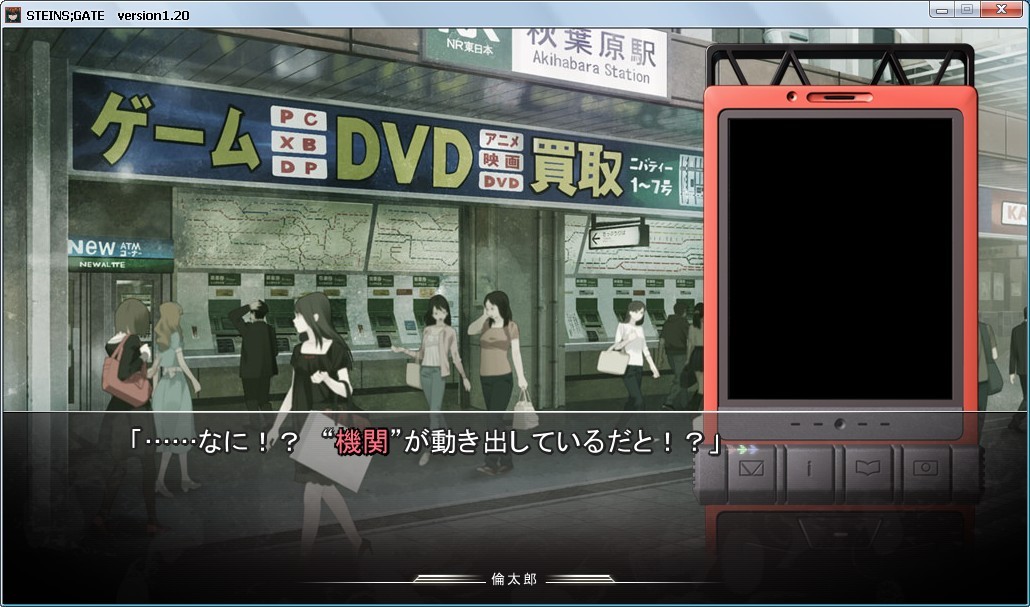 STEINS;GATE version1.20
NR東日本
秋葉原駅
Akihabara Station
ゲーム
PC
XB
DP
DVD
アニメ
映画
DVD
買取
ニバティー
1～7号
New ATM
コーナー
NEWALTTE
KA
「……なに！？　“機関”が動き出しているだと！？」
倫太郎